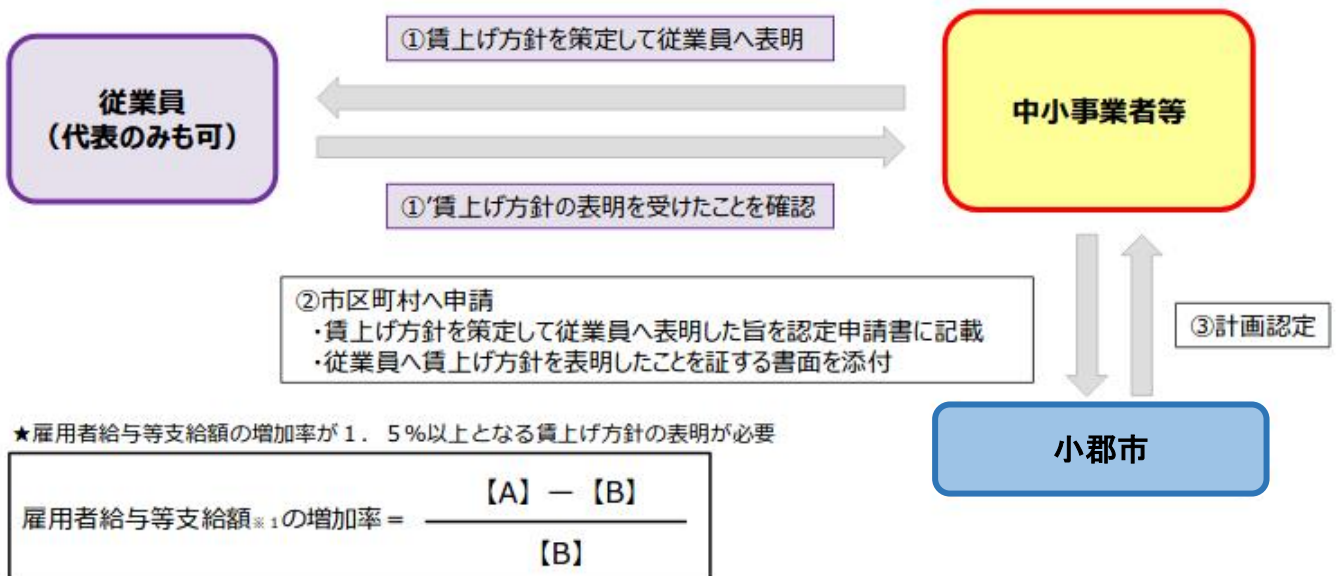 ①賃上げ方針を策定して従業員へ表明
従業員
（代表のみも可）
中小事業者等
①’賃上げ方針の表明を受けたことを確認
②市区町村へ申請
・賃上げ方針を策定して従業員へ表明した旨を認定申請書に記載
・従業員へ賃上げ方針を表明したことを証する書面を添付
③計画認定
小郡市
★雇用者給与等支給額の増加率が１．５％以上となる賃上げ方針の表明が必要
【A】－【B】
雇用者給与等支給額※１の増加率＝
【B】